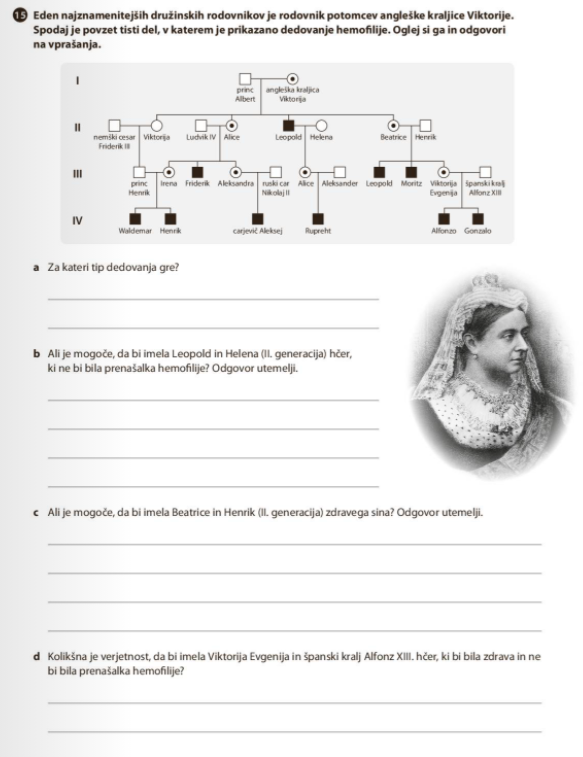 15 Eden najznamenitejših družinskih rodovnikov je rodovnik potomcev angleške kraljice Viktorije.
Spodaj je povzet tisti del, v katerem je prikazano dedovanje hemofilije. Oglej si ga in odgovori
na vprašanja.
I
princ Albert
angleška kraljica Viktorija
II
nemški cesar Friderik III
Viktorija
Ludvik IV
Alice
Leopold
Helena
Beatrice
Henrik
III
princ Henrik
Irena
Friderik
Aleksandra
ruski car Nikolaj II
Alice
Aleksander
Leopold
Moritz
Viktorija Evgenija
španski kralj Alfonz XIII
IV
Waldemar
Henrik
carjevič Aleksej
Rupreht
Alfonzo
Gonzalo
a Za kateri tip dedovanja gre?
b Ali je mogoče, da bi imela Leopold in Helena (II. generacija) hčer,
ki ne bi bila prenašalka hemofilije? Odgovor utemelji.
c Ali je mogoče, da bi imela Beatrice in Henrik (II. generacija) zdravega sina? Odgovor utemelji.
d Kolikšna je verjetnost, da bi imela Viktorija Evgenija in španski kralj Alfonz XIII. hčer, ki bi bila zdrava in ne
bi bila prenašalka hemofilije?